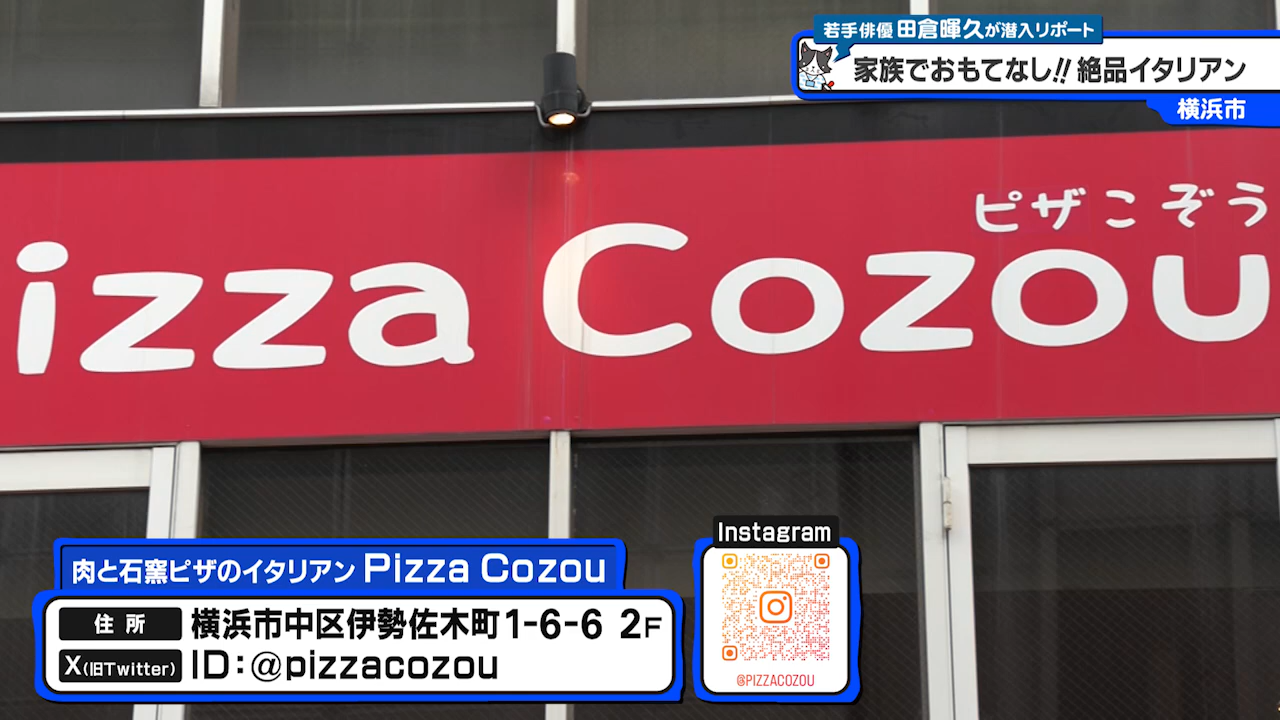 若手俳優 田倉暉久が潜入リポート
家族でおもてなし!! 絶品イタリアン
横浜市
ピザこぞう
izza Cozou
肉と石窯ピザのイタリアン Pizza Cozou
住所 横浜市中区伊勢佐木町1-6-6 2F
X(旧Twitter) ID:@pizzacozou
Instagram
@PIZZACOZOU